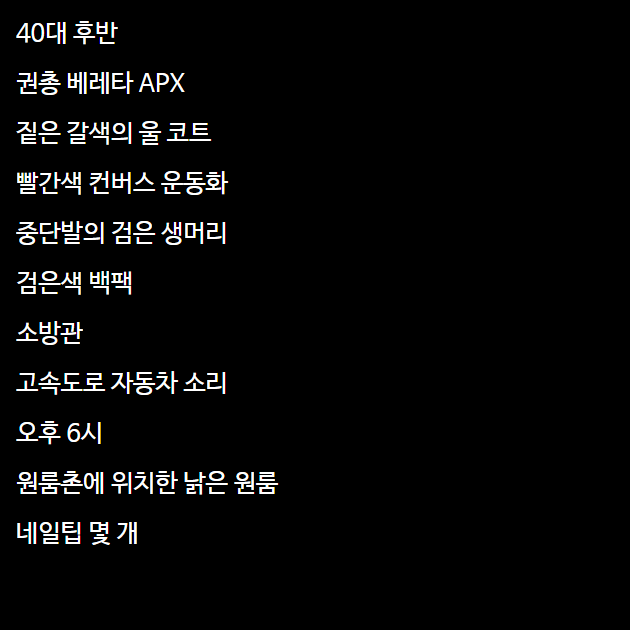 40대 후반
권총 베레타 APX
짙은 갈색의 울 코트
빨간색 컨버스 운동화
중단발의 검은 생머리
검은색 백팩
소방관
고속도로 자동차 소리
오후 6시
원룸촌에 위치한 낡은 원룸
네일팁 몇 개